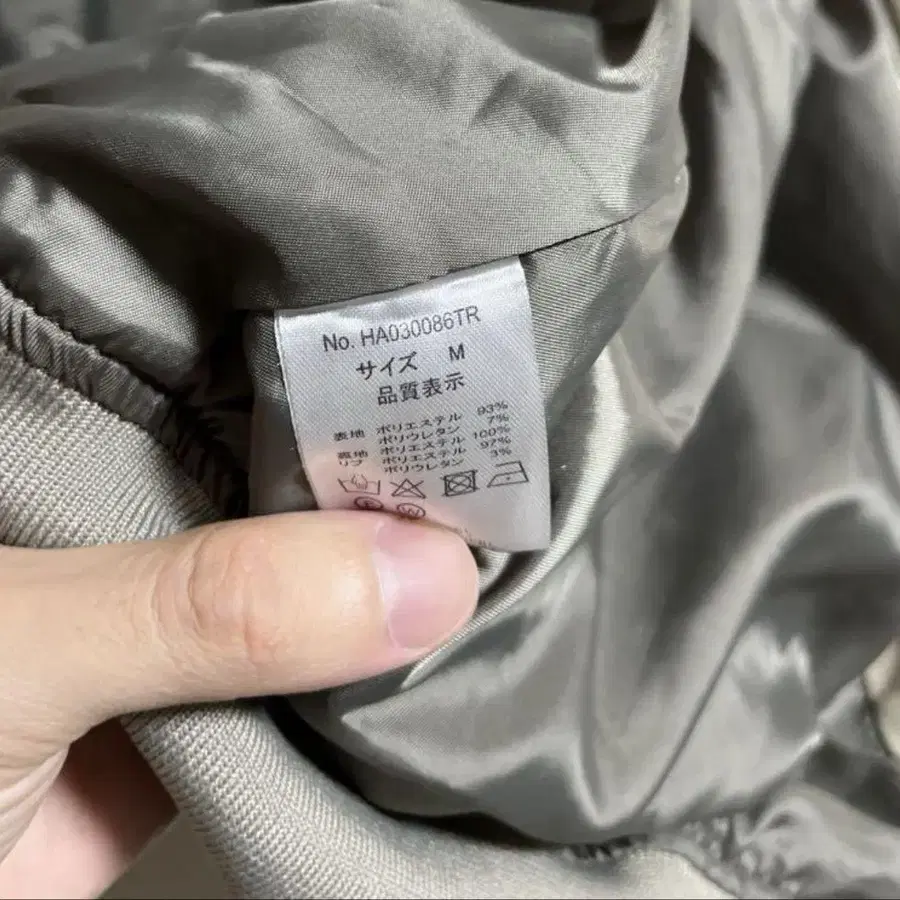 No. HA030086TR
サイズ M
品質表示
表地 ポリエステル 93%
ポリウレタン 7%
裏地 ポリエステル 100%
リブ ポリエステル 97%
ポリウレタン 3%